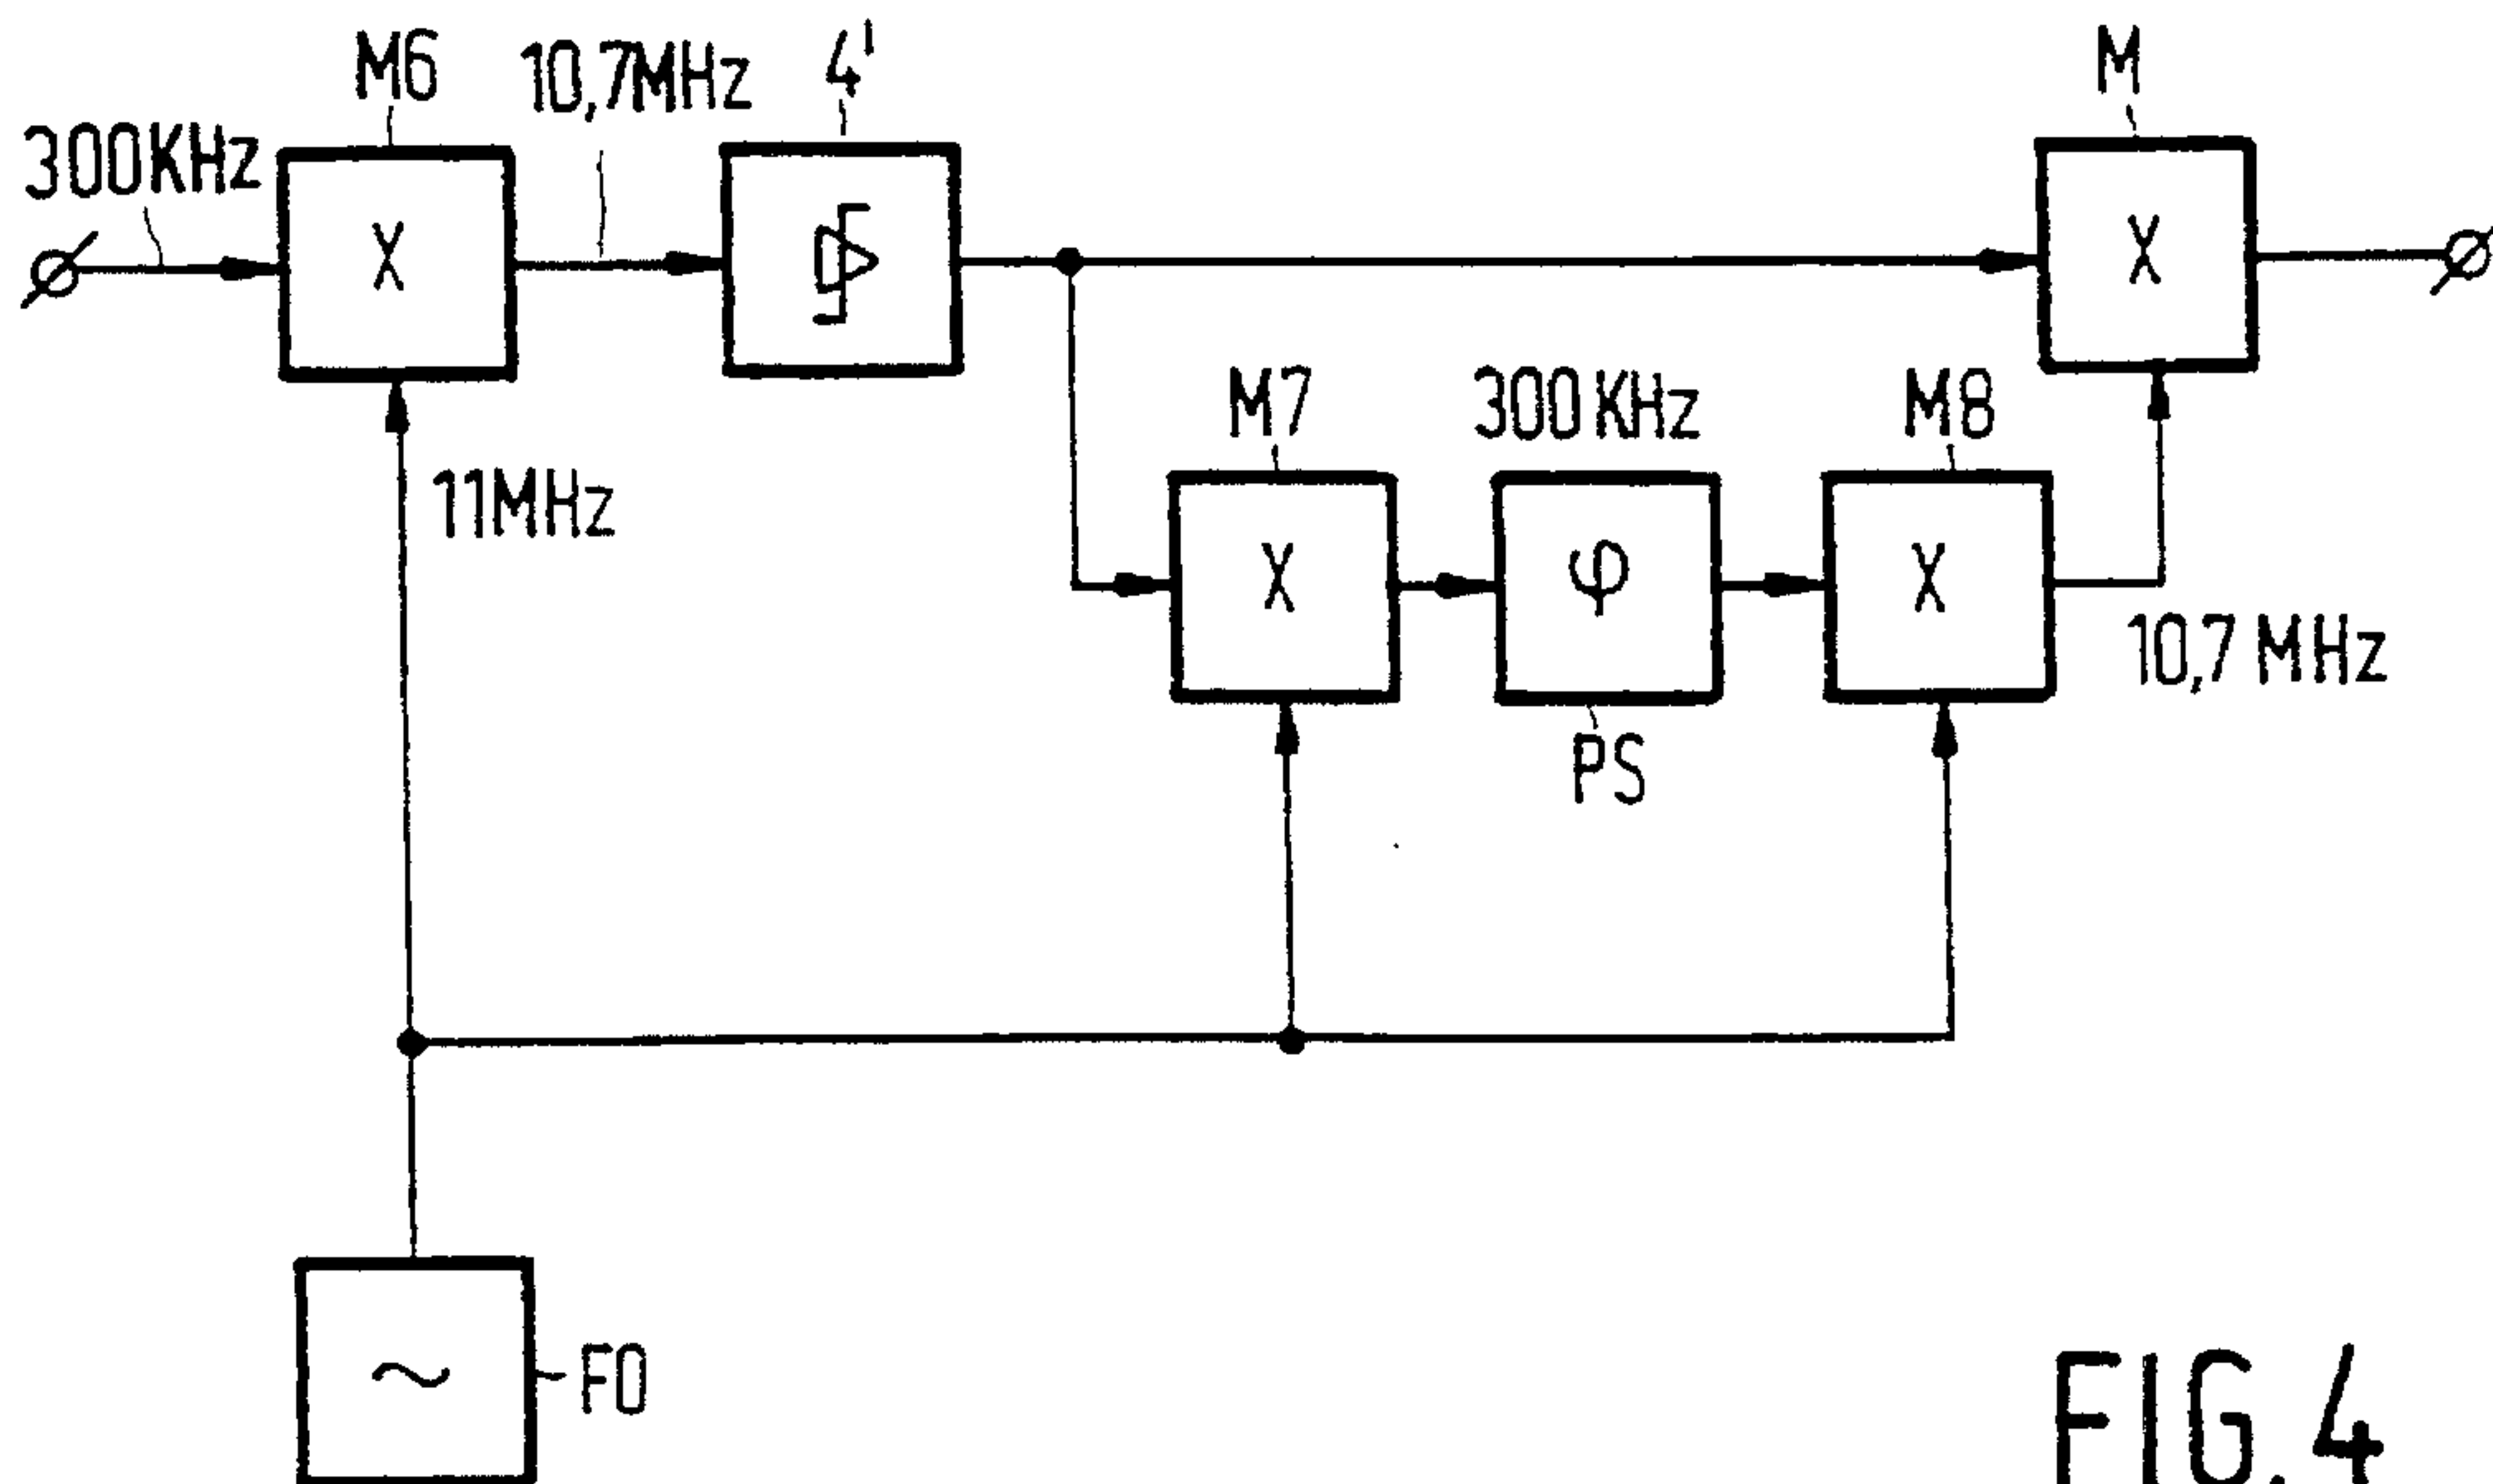 M6
10,7MHz
4'
M
300KHz
X
X
11MHz
M7
300 KHz
M8
X
φ
X
10,7 MHz
PS
~
FO
FIG. 4